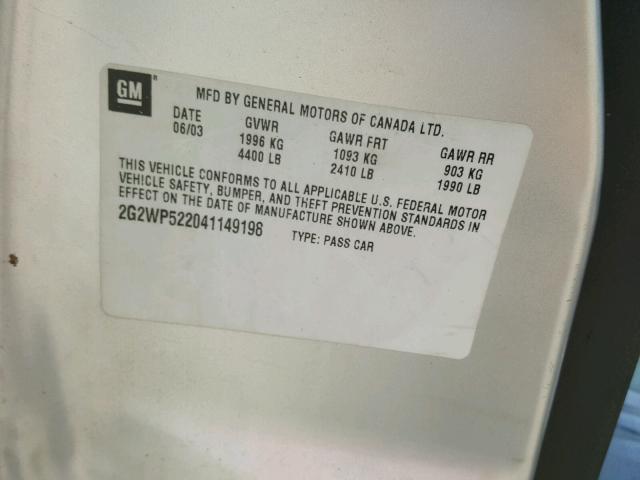 GM ®
MFD BY GENERAL MOTORS OF CANADA LTD.
DATE GVWR GAWR FRT GAWR RR
06/03 1996 KG 1093 KG 903 KG
4400 LB 2410 LB 1990 LB
THIS VEHICLE CONFORMS TO ALL APPLICABLE U.S. FEDERAL MOTOR
VEHICLE SAFETY, BUMPER, AND THEFT PREVENTION STANDARDS IN
EFFECT ON THE DATE OF MANUFACTURE SHOWN ABOVE.
2G2WP522041149198 TYPE: PASS CAR